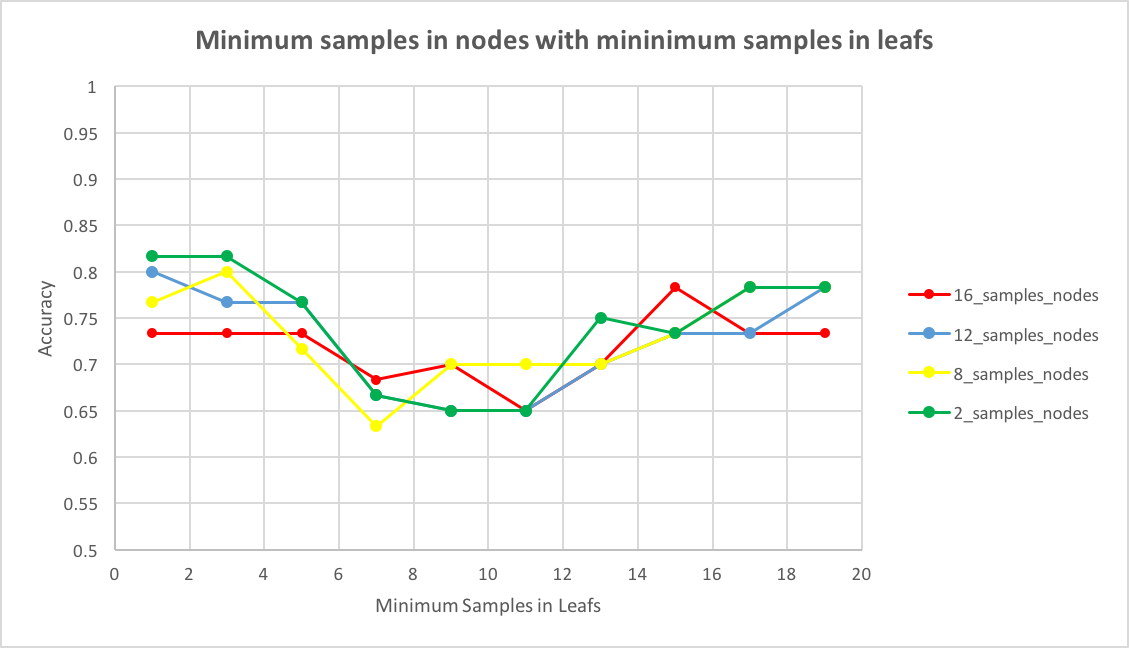 Minimum samples in nodes with mininimum samples in leafs
1
0.95
0.9
0.85
0.8
0.75
0.7
0.65
0.6
0.55
0.5
Accuracy
0 2 4 6 8 10 12 14 16 18 20
Minimum Samples in Leafs
16_samples_nodes
12_samples_nodes
8_samples_nodes
2_samples_nodes